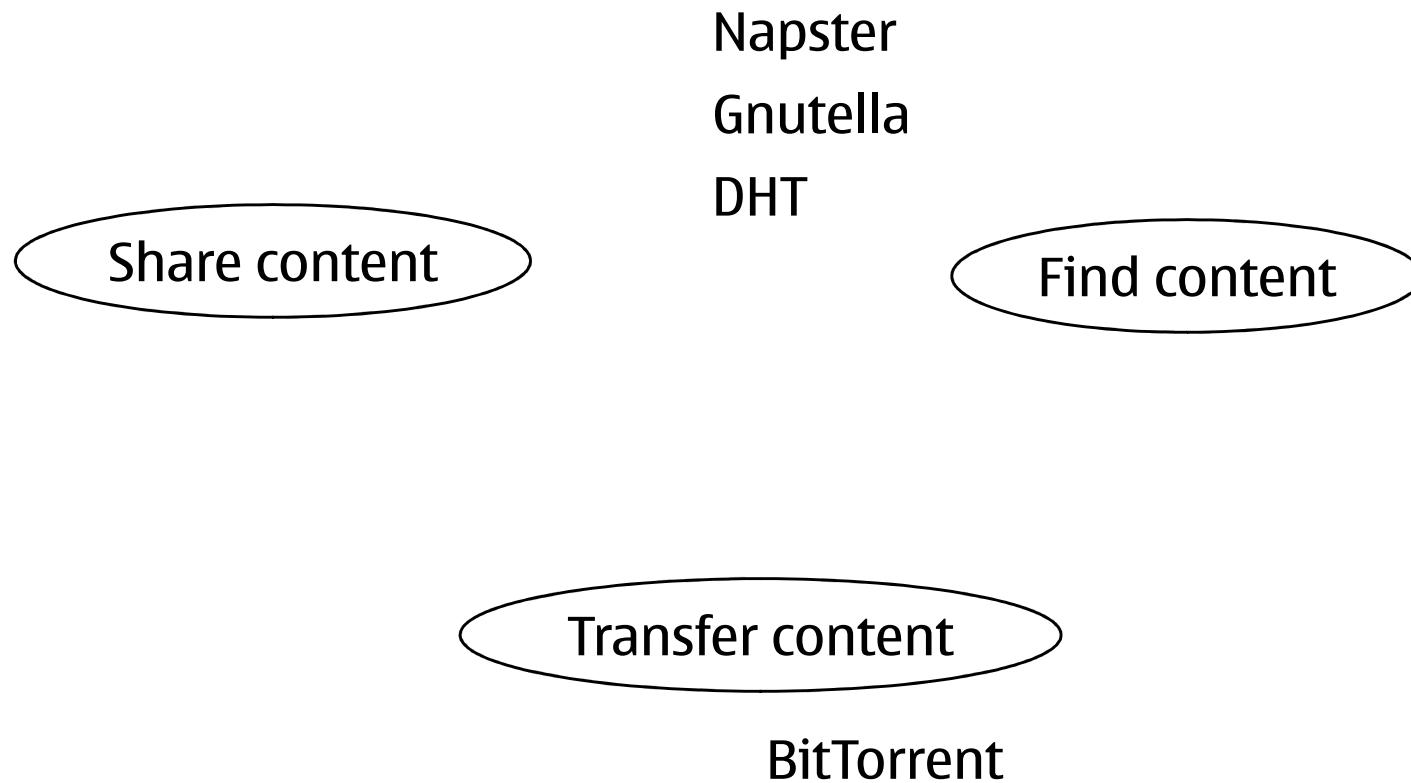 Napster
Gnutella
DHT
Share content
Find content
Transfer content
BitTorrent